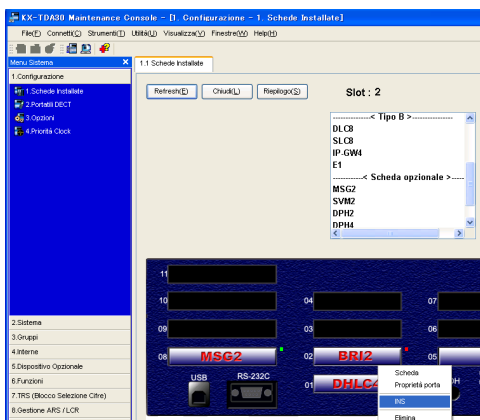 KX-TDA30 Maintenance Console - [1. Configurazione - 1. Schede Installate]
File(F) Connetti(C) Strumenti(T) Utilità(U) Visualizza(V) Finestre(W) Help(H)
Menu Sistema X
1.Configurazione
1.Schede Installate
2.Portatili DECT
3.Opzioni
4.Priorità Clock
2.Sistema
3.Gruppi
4.Interne
5.Dispositivo Opzionale
6.Funzioni
7.TRS (Blocco Selezione Cifre)
8.Gestione ARS / LCR
1.1 Schede Installate
Refresh(E) Chiudi(L) Riepilogo(S)
Slot : 2
------------< Tipo B >------------
DLC8
SLC8
IP-GW4
E1
------------< Scheda opzionale >-----
MSG2
SVM2
DPH2
DPH4
11
10 04 07
09 03 06
08 MSG2 02 BRI2 05
USB RS-232C 01 DHLC4
Scheda
Proprietà porta
INS
Elimina